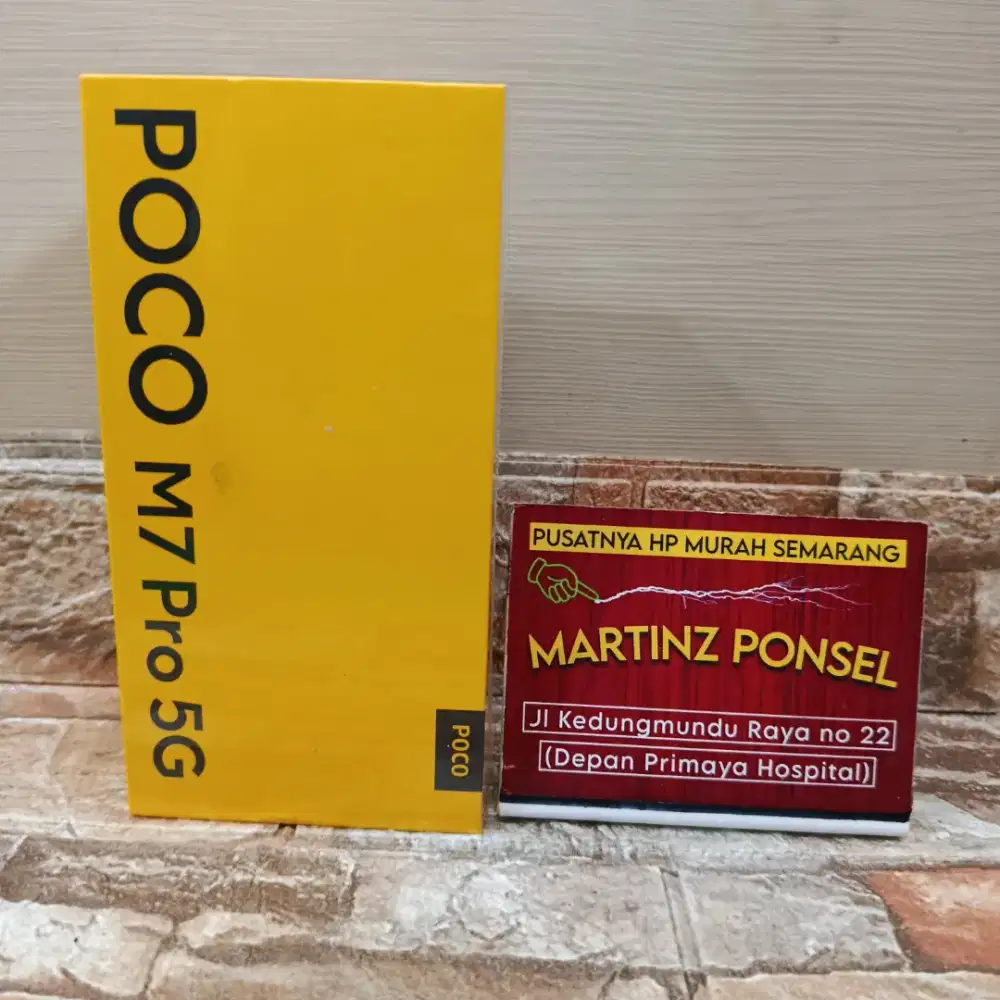 POCO M7 Pro 5G
POCO
PUSATNYA HP MURAH SEMARANG
MARTINZ PONSEL
Jl Kedungmundu Raya no 22
(Depan Primaya Hospital)